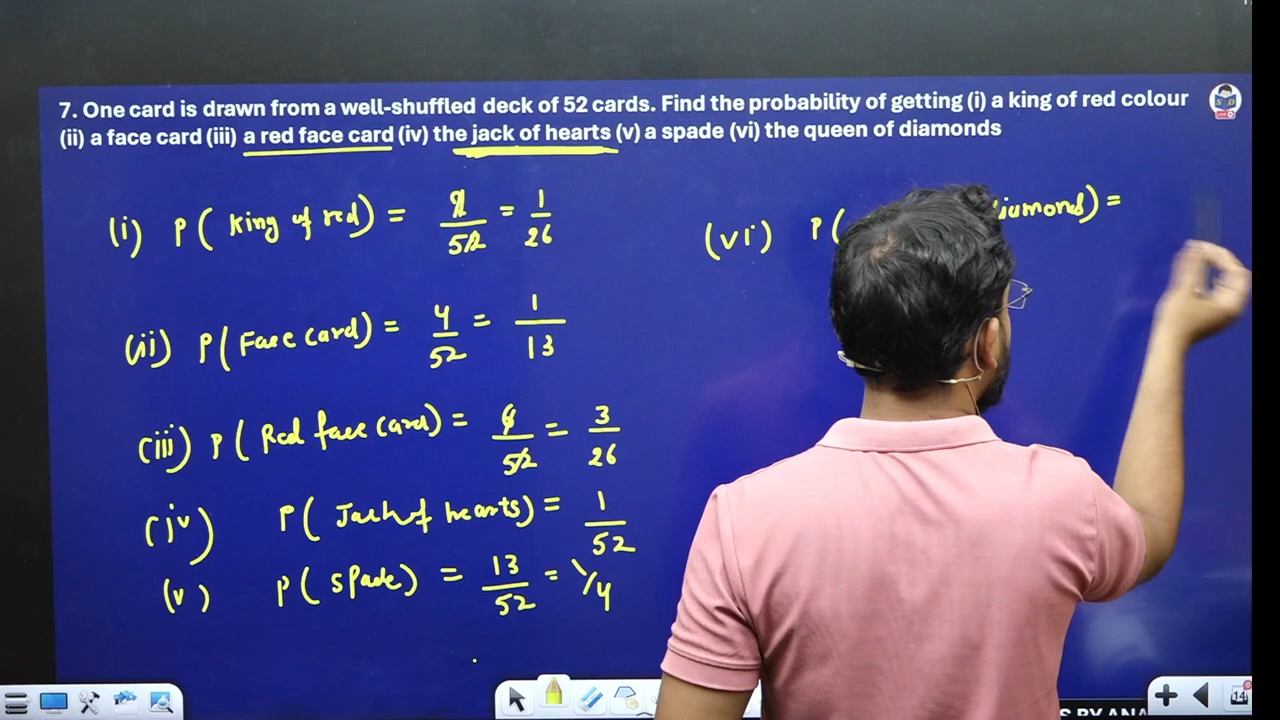 7. One card is drawn from a well-shuffled deck of 52 cards. Find the probability of getting (i) a king of red colour
(ii) a face card (iii) a red face card (iv) the jack of hearts (v) a spade (vi) the queen of diamonds
(i) P( King of red) = 2/52 = 1/26
(ii) P( Face card) = 4/52 = 1/13
(iii) P( Red face card) = 6/52 = 3/26
(iv) P( Jack of hearts) = 1/52
(v) P( Spade) = 13/52 = 1/4
(vi) P( diamond) =
14